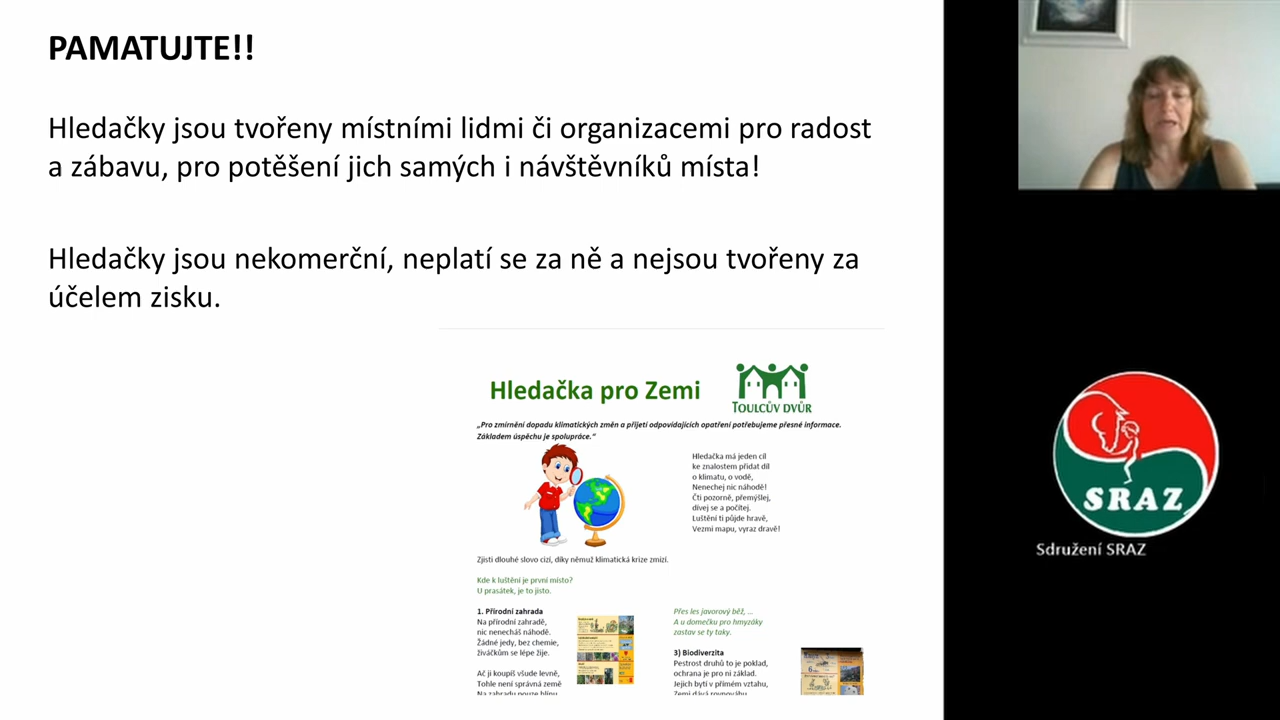 PAMATUJTE!!
Hledačky jsou tvořeny místními lidmi či organizacemi pro radost
a zábavu, pro potěšení jich samých i návštěvníků místa!
Hledačky jsou nekomerční, neplatí se za ně a nejsou tvořeny za
účelem zisku.
Hledačka pro Zemi
TOULCŮV DVŮR
„Pro zmírnění dopadu klimatických změn a přijetí odpovídajících opatření potřebujeme přesné informace.
Základem úspěchu je spolupráce.“
Hledačka má jeden cíl
ke znalostem přidat díl
o klimatu, o vodě,
Nenechej nic náhodě!
Čti pozorně, přemýšlej,
dívej se a počítej.
Luštění ti půjde hravě,
Vezmi mapu, vyraz dravě!
Zjisti dlouhé slovo cizí, díky němuž klimatická krize zmizí.
Kde k luštění je první místo?
U prasátek, je to jisto.
1. Přírodní zahrada
Na přírodní zahradě,
nic nenecháš náhodě.
Žádné jedy, bez chemie,
živáčkům se lépe žije.
Ač ji koupíš všude levně,
Tohle není správná země
Na zahradu pouze hlínu
Přes les javorový běž, ...
A u domečku pro hmyzáky
zastav se ty taky.
3) Biodiverzita
Pestrost druhů to je poklad,
ochrana je pro ni základ.
Jejich bytí v přímém vztahu,
Zemi dává rovnováhu
SRAZ
Sdružení SRAZ